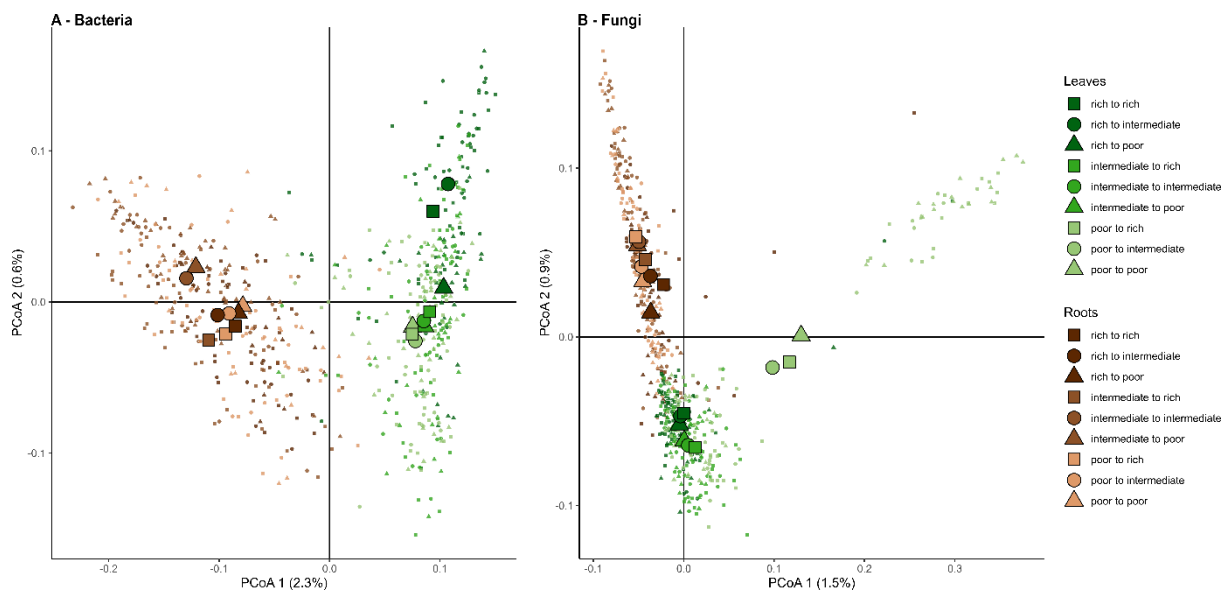 A - Bacteria
0.1
0.0
-0.1
PCoA 2 (0.6%)
-0.2
-0.1
0.0
0.1
PCoA 1 (2.3%)
B - Fungi
0.1
0.0
-0.1
PCoA 2 (0.9%)
-0.1
0.0
0.1
0.2
0.3
PCoA 1 (1.5%)
Leaves
rich to rich
rich to intermediate
rich to poor
intermediate to rich
intermediate to intermediate
intermediate to poor
poor to rich
poor to intermediate
poor to poor
Roots
rich to rich
rich to intermediate
rich to poor
intermediate to rich
intermediate to intermediate
intermediate to poor
poor to rich
poor to intermediate
poor to poor